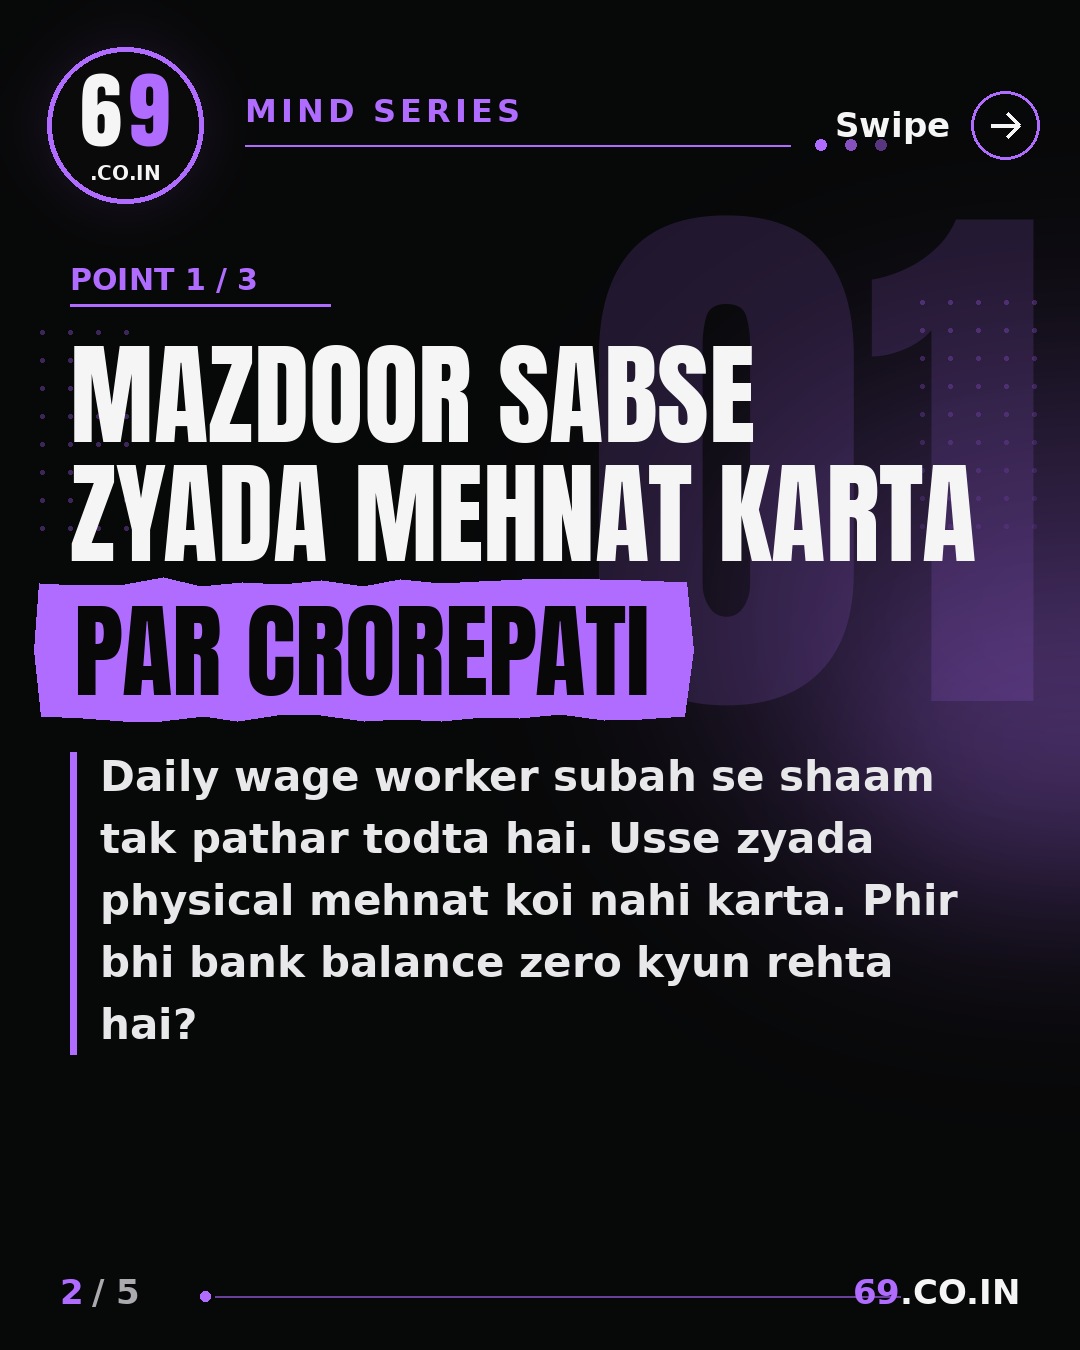 69
.CO.IN
MIND SERIES
Swipe
01
POINT 1 / 3
MAZDOOR SABSE
ZYADA MEHNAT KARTA
PAR CROREPATI
Daily wage worker subah se shaam
tak pathar todta hai. Usse zyada
physical mehnat koi nahi karta. Phir
bhi bank balance zero kyun rehta
hai?
2 / 5
69.CO.IN